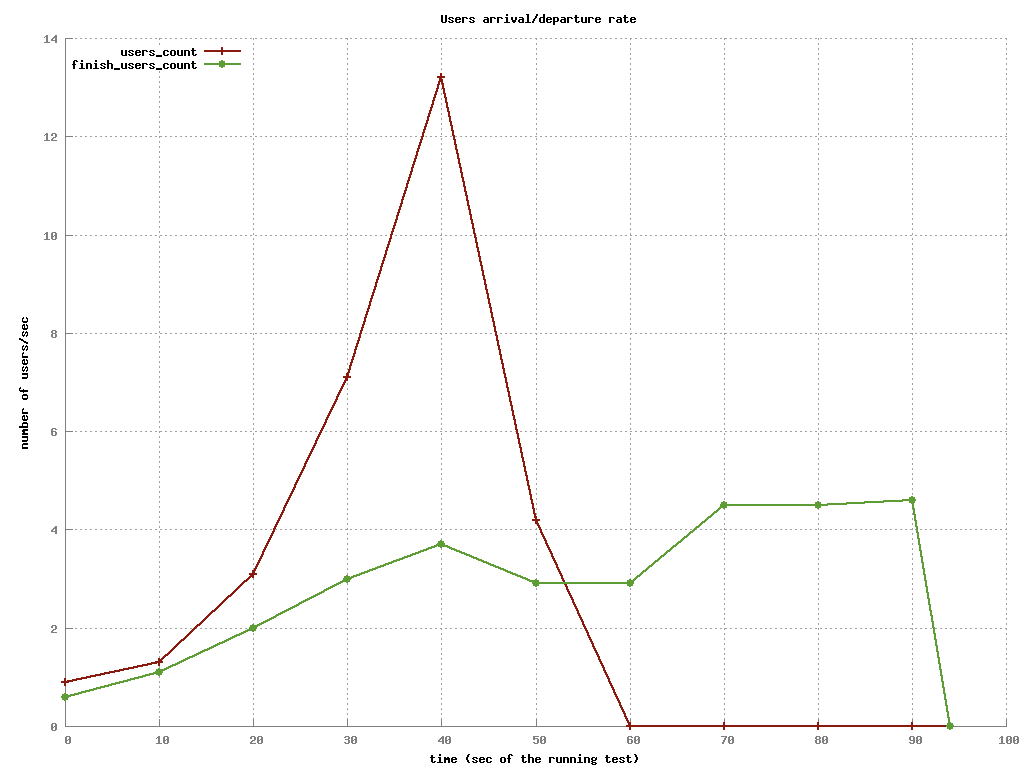 Users arrival/departure rate
14
users_count
finish_users_count
12
10
8
number of users/sec
6
4
2
0
0 10 20 30 40 50 60 70 80 90 100
time (sec of the running test)